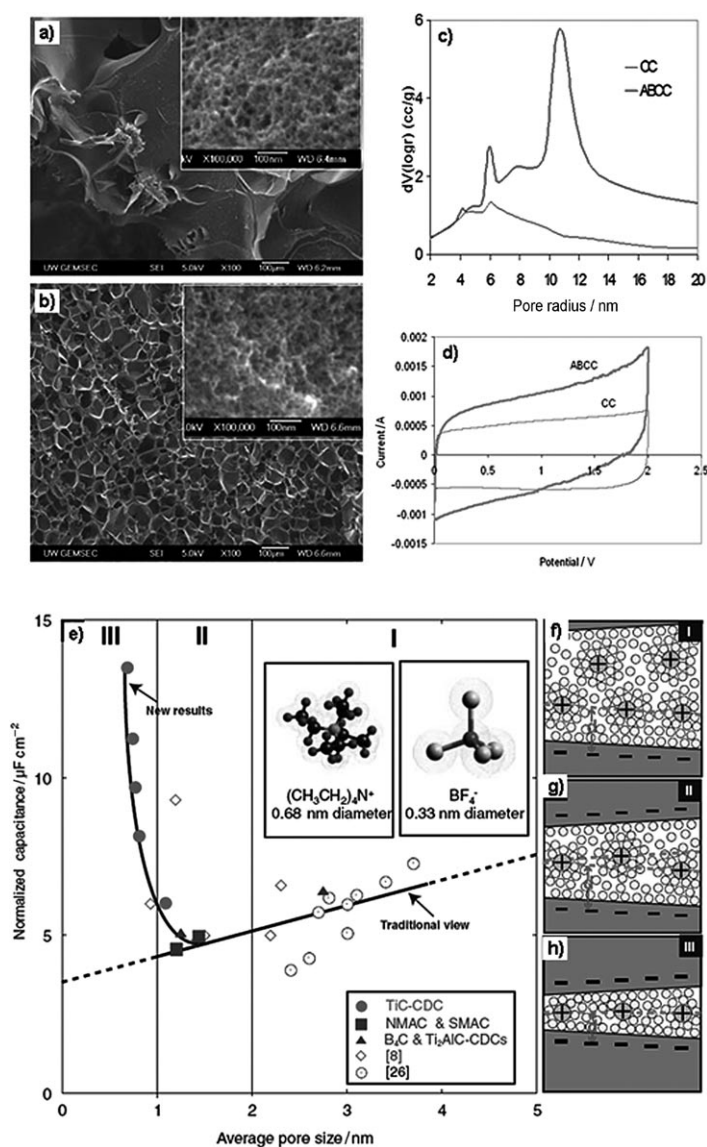 a)
kV X100,000 100nm WD 6.4mm
UW GEMSEC SEI 5.0kV X100 100μm WD 6.2mm
b)
.0kV X100,000 100nm WD 6.6mm
UW GEMSEC SEI 5.0kV X100 100μm WD 6.6mm
c)
CC
ABCC
dV(logr) (cc/g)
6
4
2
0
2 4 6 8 10 12 14 16 18 20
Pore radius / nm
d)
ABCC
CC
Current / A
0.002
0.0015
0.001
0.0005
0
-0.0005
-0.001
-0.0015
0.5 1 1.5 2 2.5
Potential / V
e)
III II I
15
10
5
0
Normalized capacitance / μF cm⁻²
New results
(CH₃CH₂)₄N⁺
0.68 nm diameter
BF₄⁻
0.33 nm diameter
Traditional view
TiC-CDC
NMAC & SMAC
B₄C & Ti₂AlC-CDCs
[8]
[26]
0 1 2 3 4 5
Average pore size / nm
f)
I
g)
II
h)
III